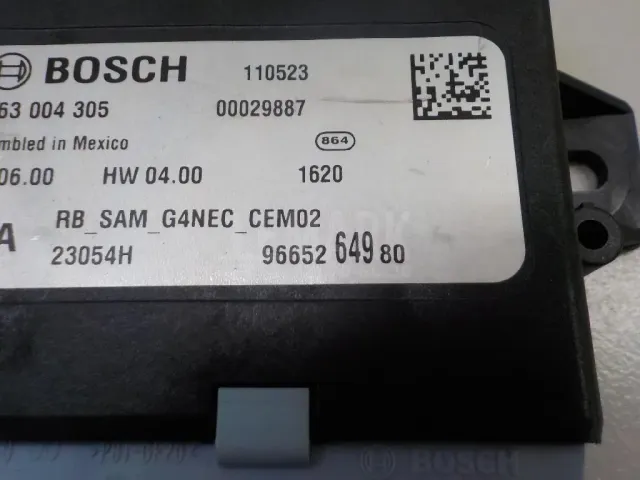 BOSCH 110523
63 004 305 00029887
mbled in Mexico 864
06.00 HW 04.00 1620
RB_SAM_G4NEC_CEM02
A 23054H 96652 649 80
BOSCH